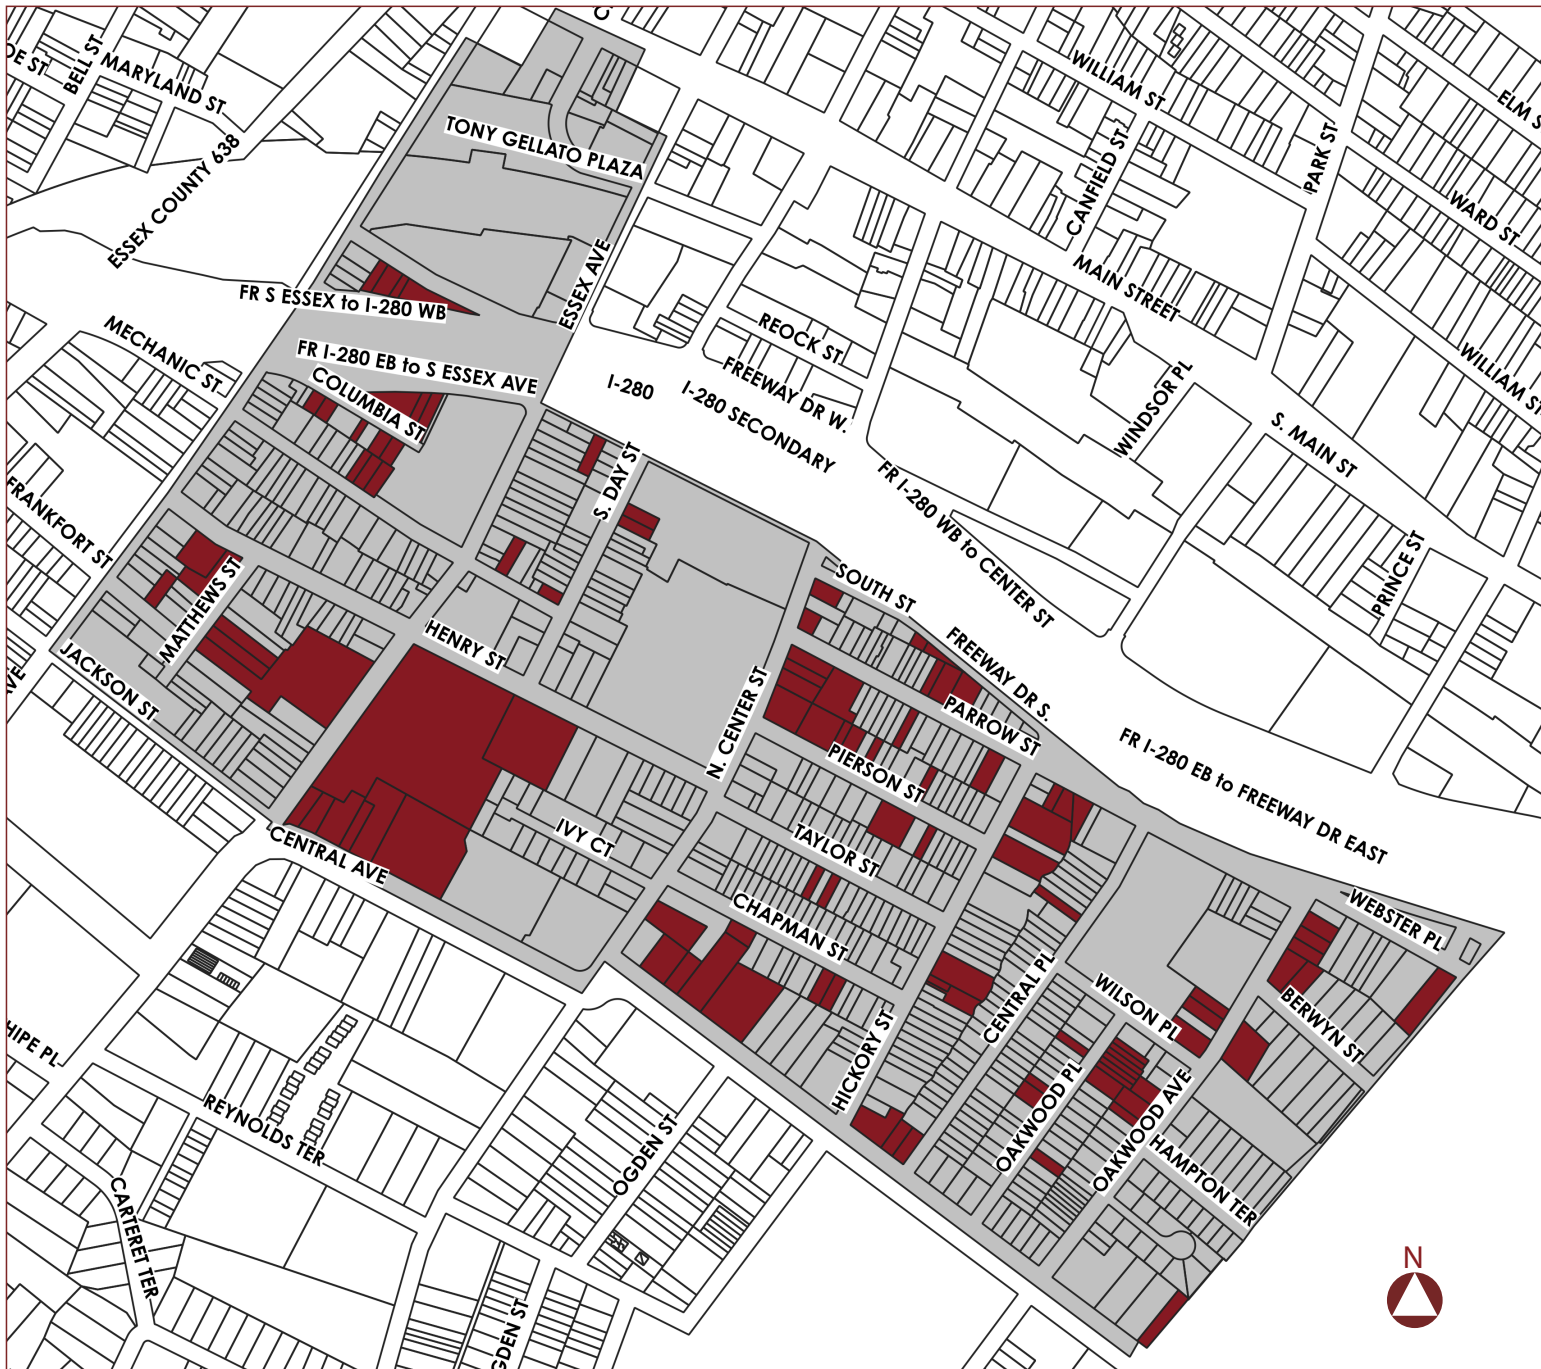 BELL ST
MARYLAND ST
ESSEX COUNTY 638
TONY GELLATO PLAZA
WILLIAM ST
CANFIELD ST
PARK ST
WARD ST
MAIN STREET
ESSEX AVE
FR S ESSEX to I-280 WB
MECHANIC ST
FR I-280 EB to S ESSEX AVE
COLUMBIA ST
I-280
I-280 SECONDARY
REOCK ST
FREEWAY DR W.
WINDSOR PL
WILLIAM ST
S. MAIN ST
FRANKFORT ST
S. DAY ST
FR I-280 WB to CENTER ST
PRINCE ST
SOUTH ST
MATTHEWS ST
JACKSON ST
HENRY ST
N. CENTER ST
FREEWAY DR S.
PARROW ST
PIERSON ST
FR I-280 EB to FREEWAY DR EAST
IVY CT
TAYLOR ST
CENTRAL AVE
CHAPMAN ST
WEBSTER PL
CENTRAL PL
WILSON PL
BERWYN ST
HICKORY ST
OAKWOOD PL
OAKWOOD AVE
HAMPTON TER
REYNOLDS TER
OGDEN ST
CARTERET TER
N